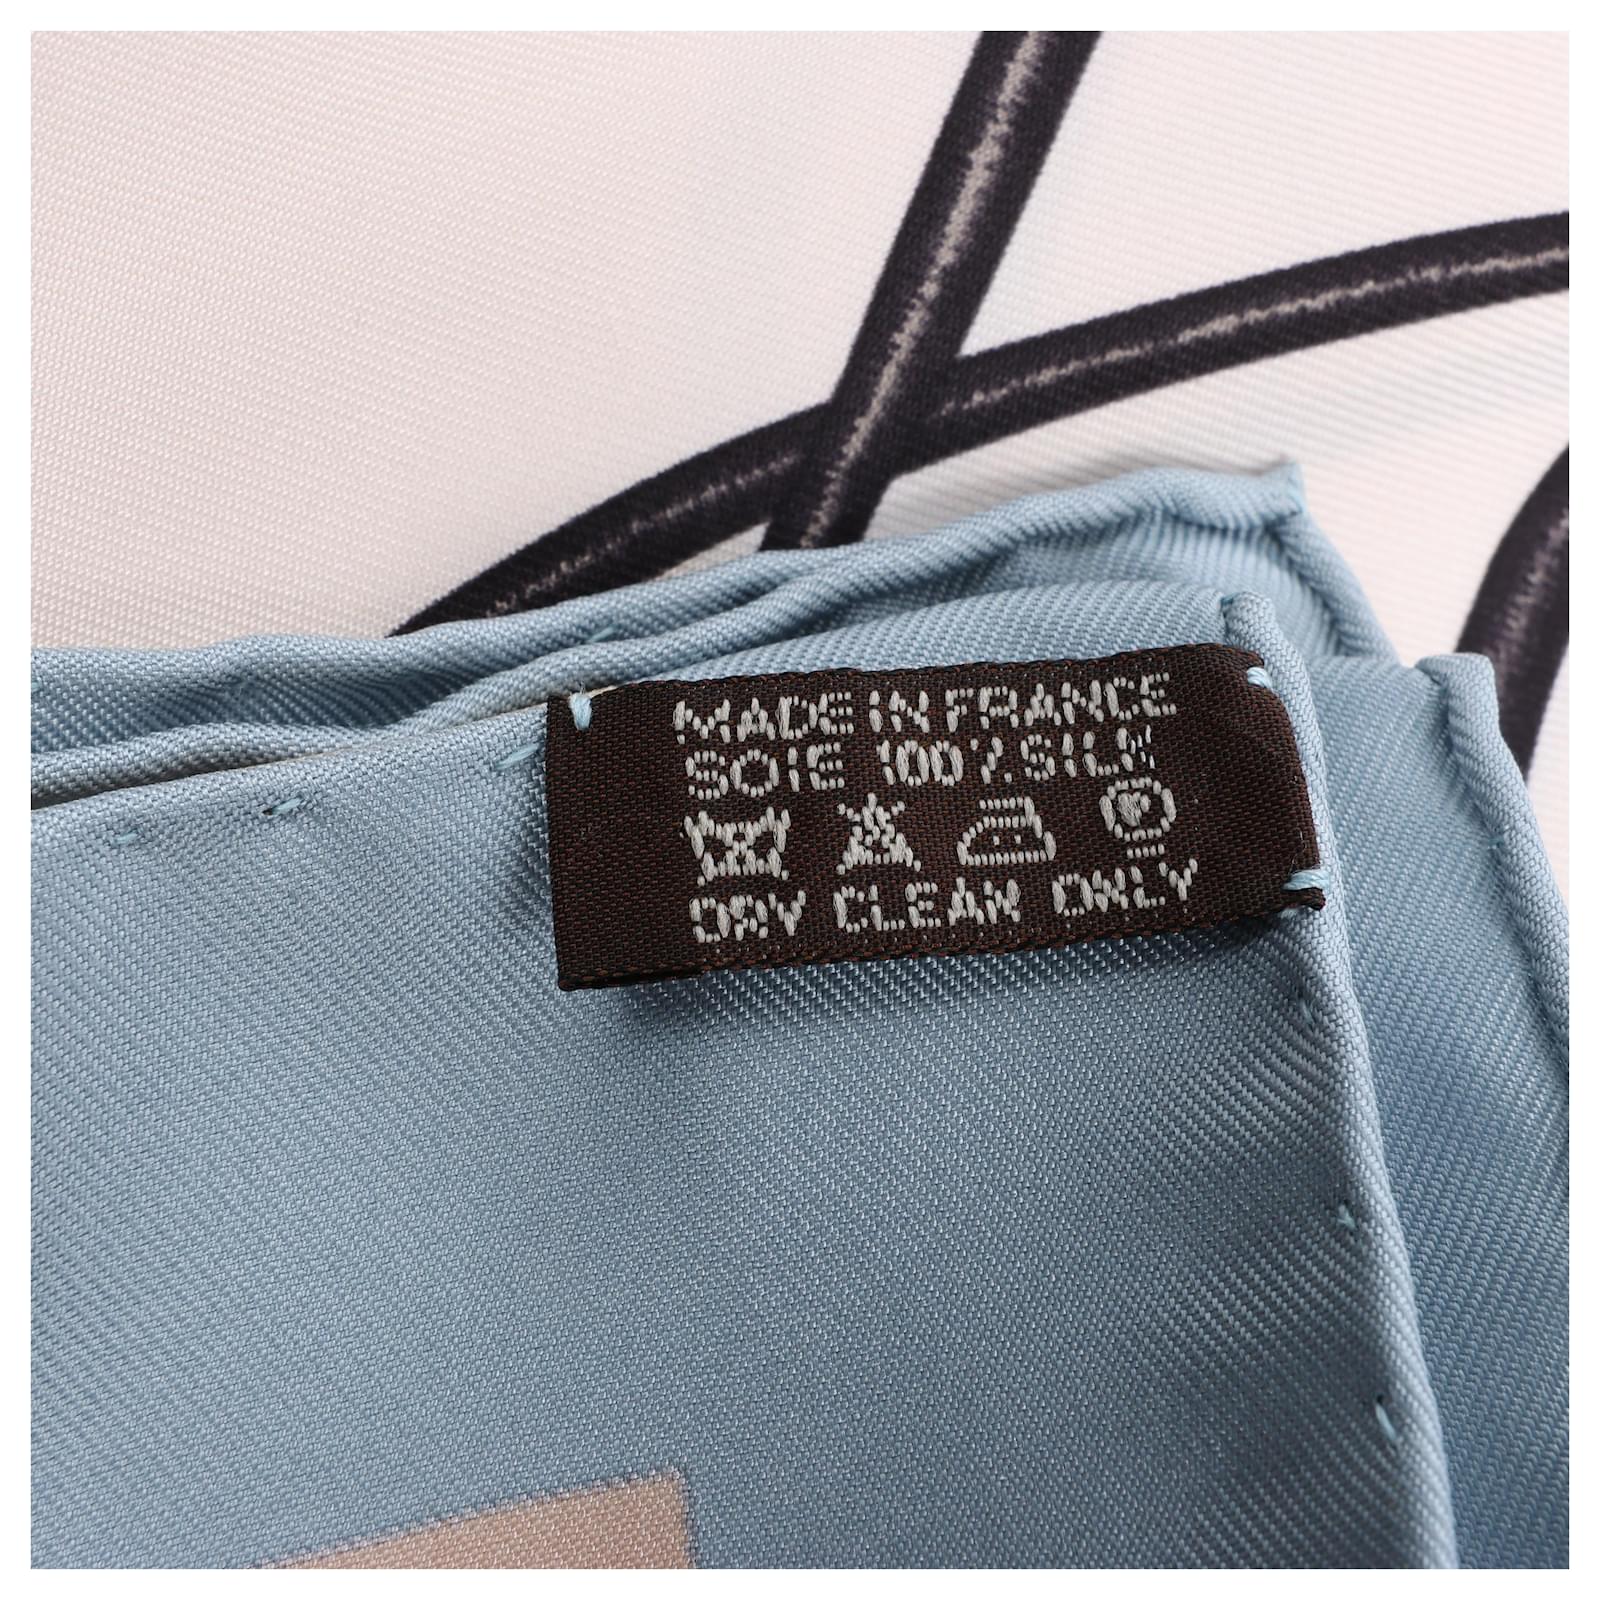 MADE IN FRANCE
SOIE 100% SILK
P
DRY CLEAN ONLY